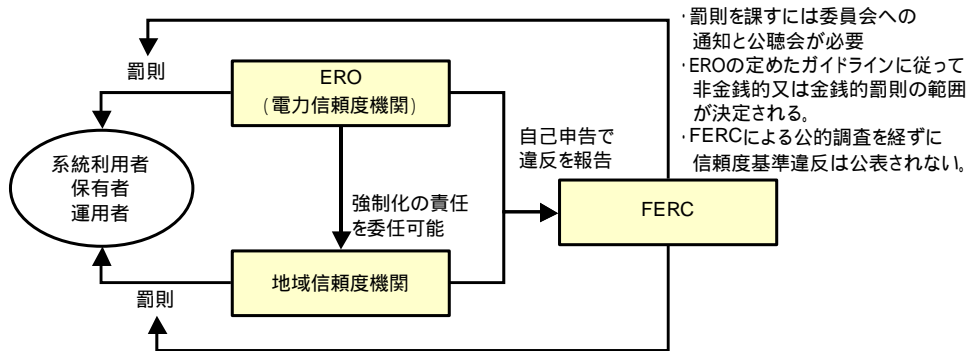 ・罰則を課すには委員会への
通知と公聴会が必要
・EROの定めたガイドラインに従って
非金銭的又は金銭的罰則の範囲
が決定される。
・FERCによる公的調査を経ずに
信頼度基準違反は公表されない。
罰則
ERO
(電力信頼度機関)
自己申告で
違反を報告
系統利用者
保有者
運用者
強制化の責任
を委任可能
FERC
地域信頼度機関
罰則